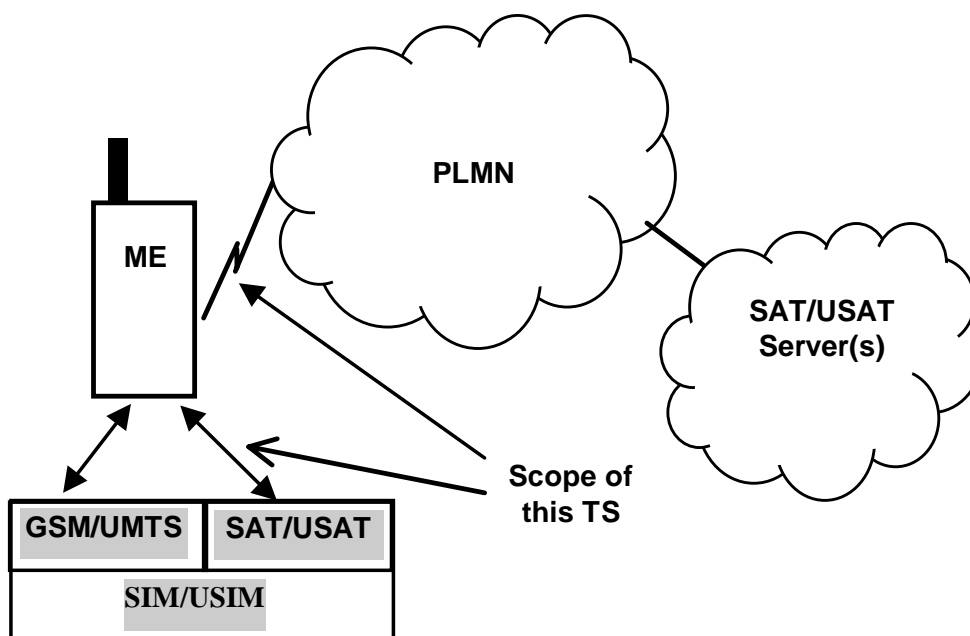 PLMN
ME
SAT/USAT
Server(s)
Scope of
this TS
GSM/UMTS
SAT/USAT
SIM/USIM